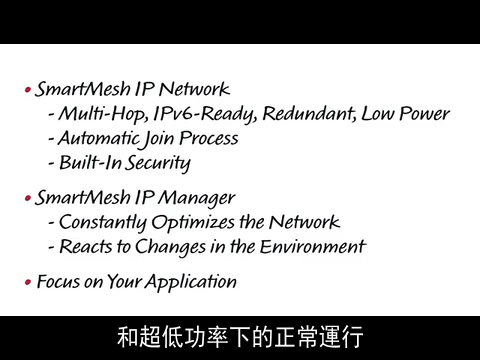 • SmartMesh IP Network
- Multi-Hop, IPv6-Ready, Redundant, Low Power
- Automatic Join Process
- Built-In Security
• SmartMesh IP Manager
- Constantly Optimizes the Network
- Reacts to Changes in the Environment
• Focus on Your Application
和超低功率下的正常運行